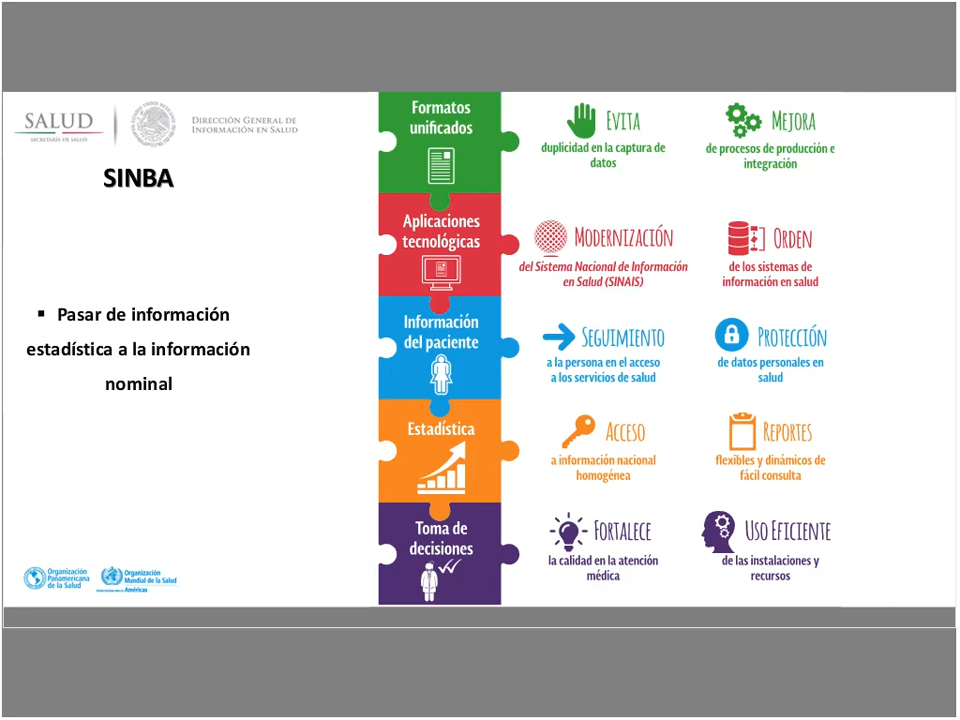 SALUD
SECRETARÍA DE SALUD
DIRECCIÓN GENERAL DE
INFORMACIÓN EN SALUD
SINBA
▪ Pasar de información
estadística a la información
nominal
Organización
Panamericana
de la Salud
Organización
Mundial de la Salud
Américas
Formatos
unificados
EVITA
duplicidad en la captura de
datos
MEJORA
de procesos de producción e
integración
Aplicaciones
tecnológicas
MODERNIZACIÓN
del Sistema Nacional de Información
en Salud (SINAIS)
ORDEN
de los sistemas de
información en salud
Información
del paciente
SEGUIMIENTO
a la persona en el acceso
a los servicios de salud
PROTECCIÓN
de datos personales en
salud
Estadística
ACCESO
a información nacional
homogénea
REPORTES
flexibles y dinámicos de
fácil consulta
Toma de
decisiones
FORTALECE
la calidad en la atención
médica
USO EFICIENTE
de las instalaciones y
recursos